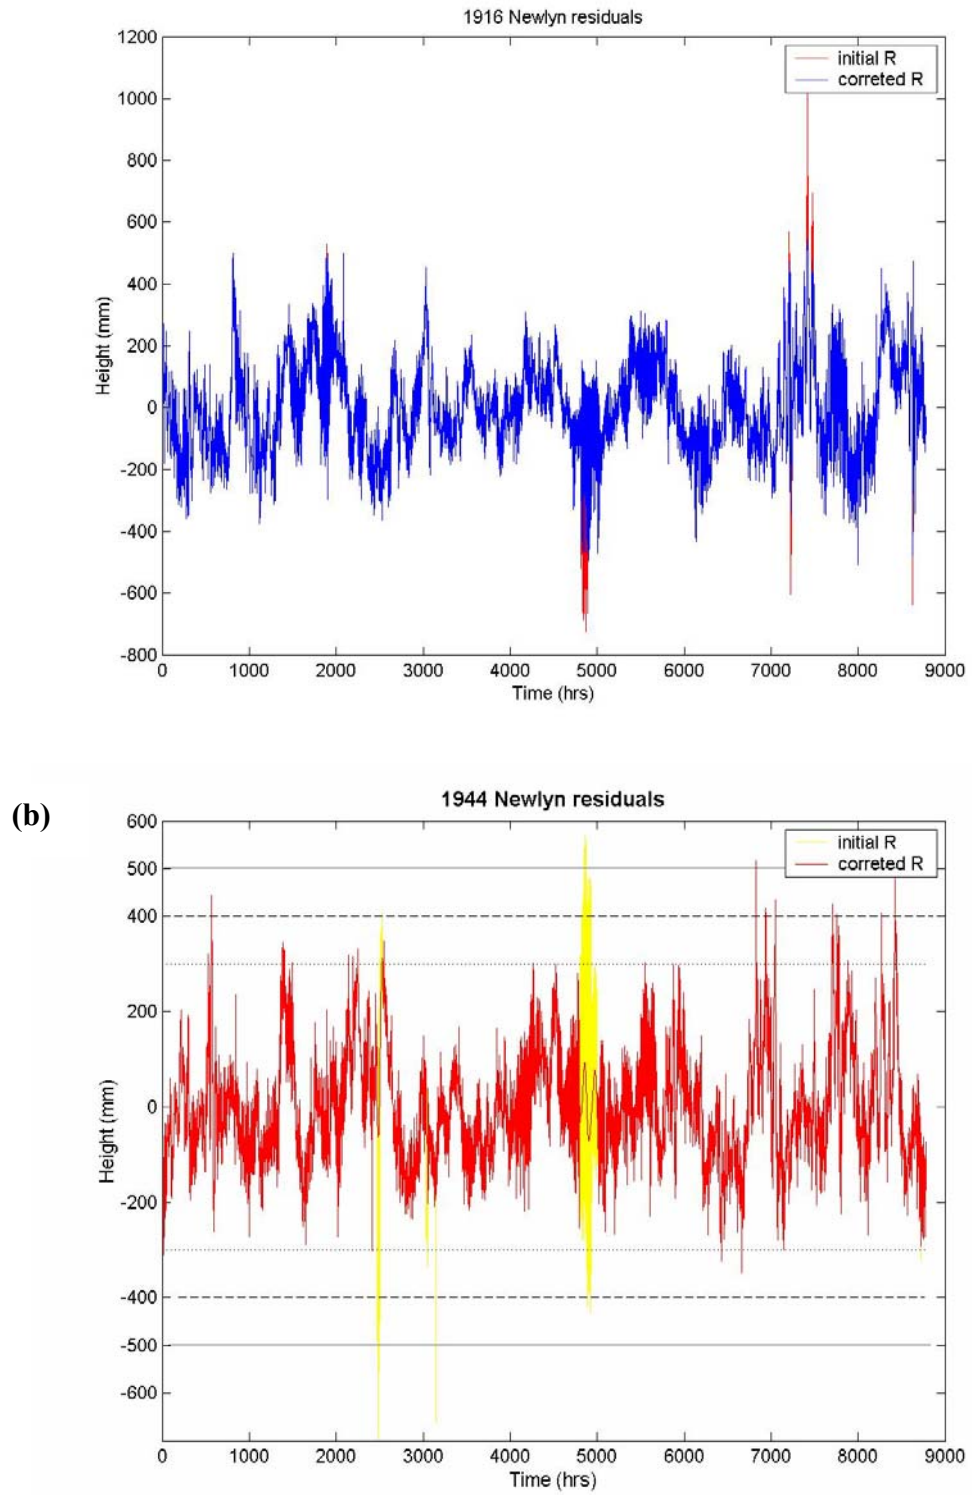 1916 Newlyn residuals
1200
1000
800
600
400
200
0
-200
-400
-600
-800
Height (mm)
initial R
correted R
0 1000 2000 3000 4000 5000 6000 7000 8000 9000
Time (hrs)
(b)
1944 Newlyn residuals
600
500
400
200
0
-200
-400
-500
-600
Height (mm)
initial R
correted R
0 1000 2000 3000 4000 5000 6000 7000 8000 9000
Time (hrs)